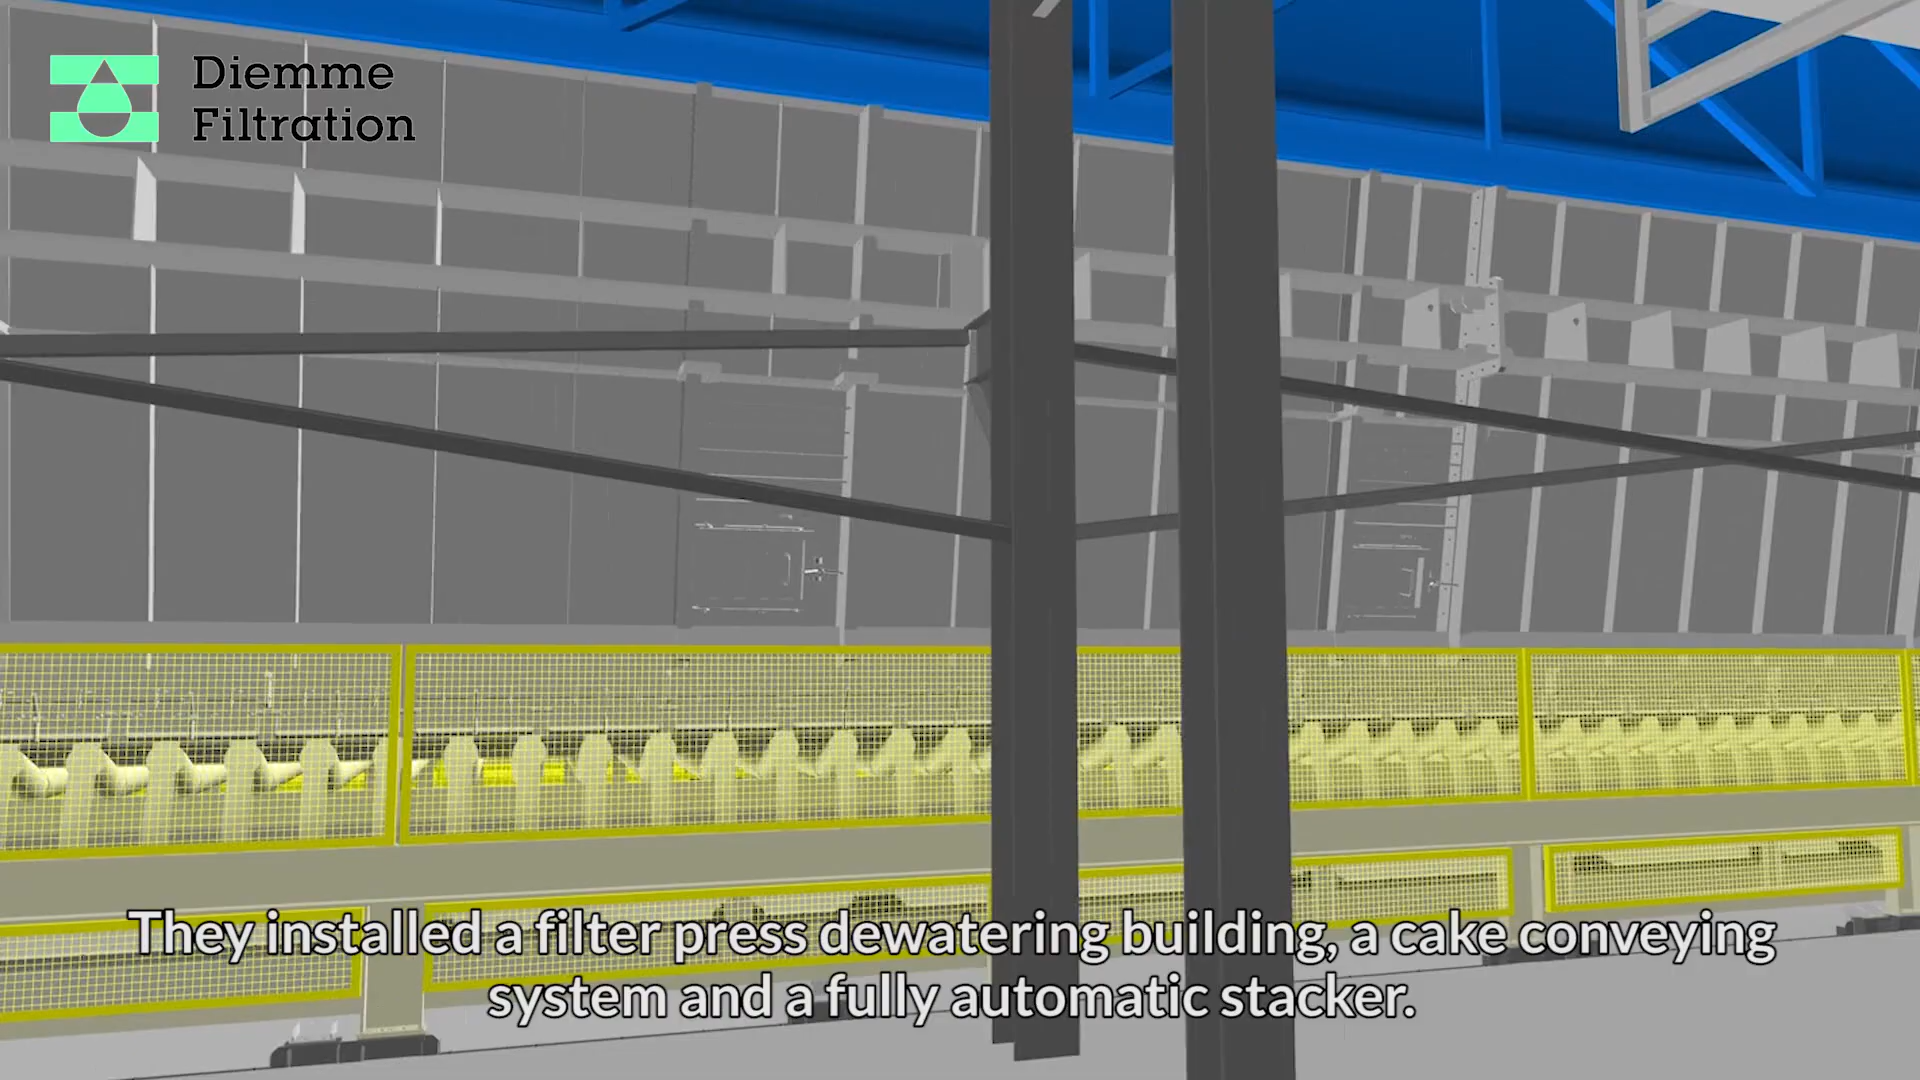 Diemme
Filtration
They installed a filter press dewatering building, a cake conveying
system and a fully automatic stacker.